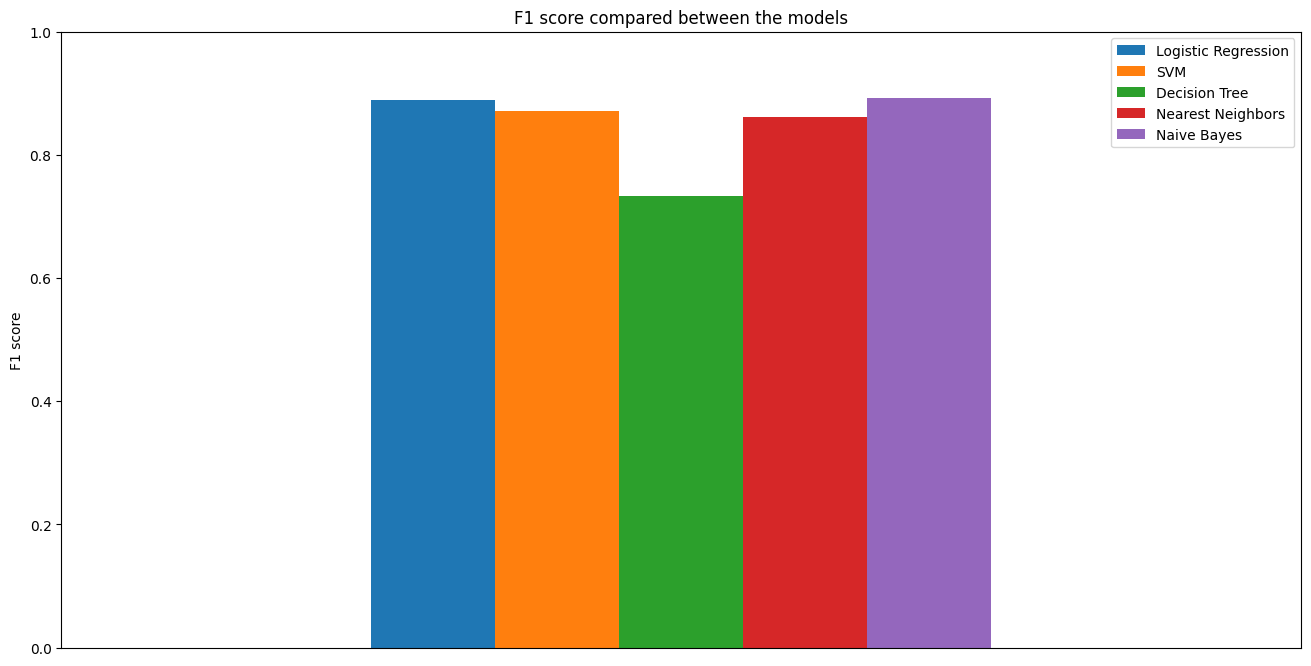 F1 score compared between the models
1.0
0.8
0.6
0.4
0.2
0.0
F1 score
Logistic Regression
SVM
Decision Tree
Nearest Neighbors
Naive Bayes